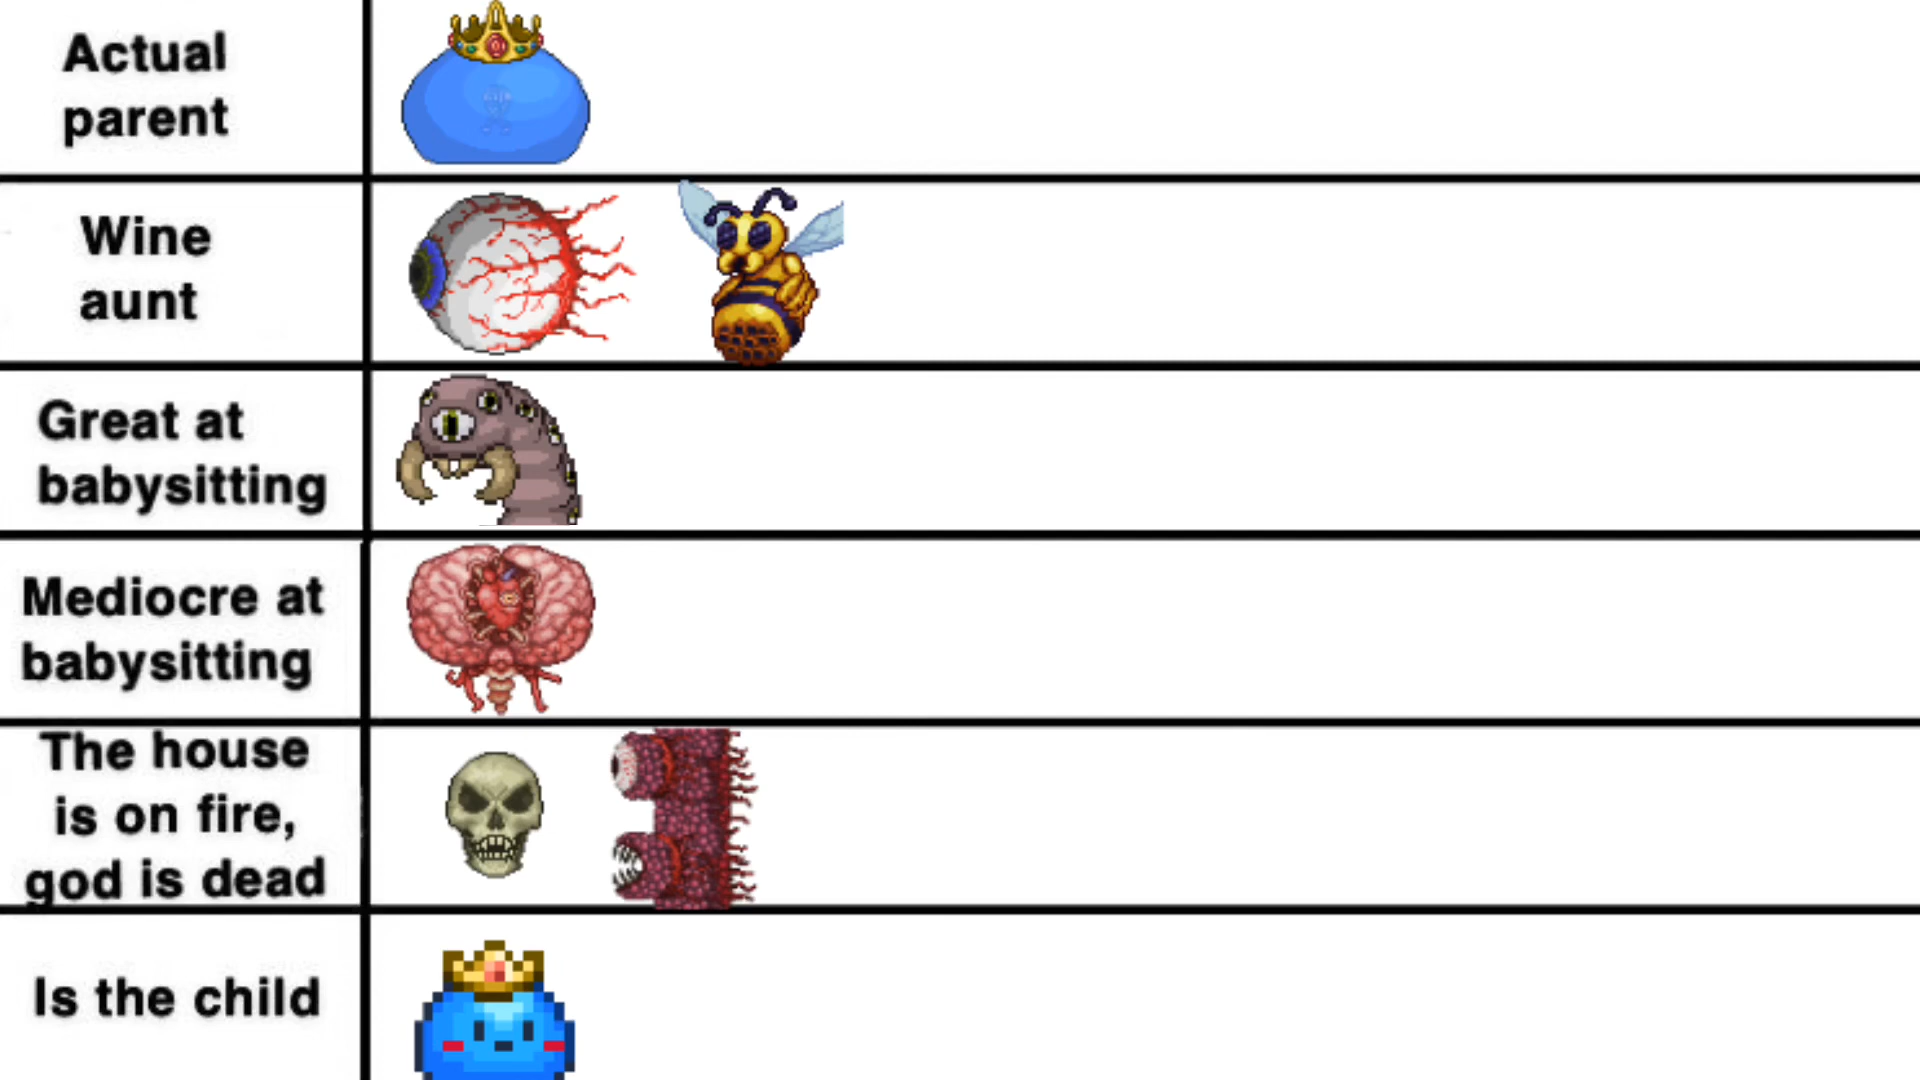 Actual
parent
Wine
aunt
Great at
babysitting
Mediocre at
babysitting
The house
is on fire,
god is dead
Is the child